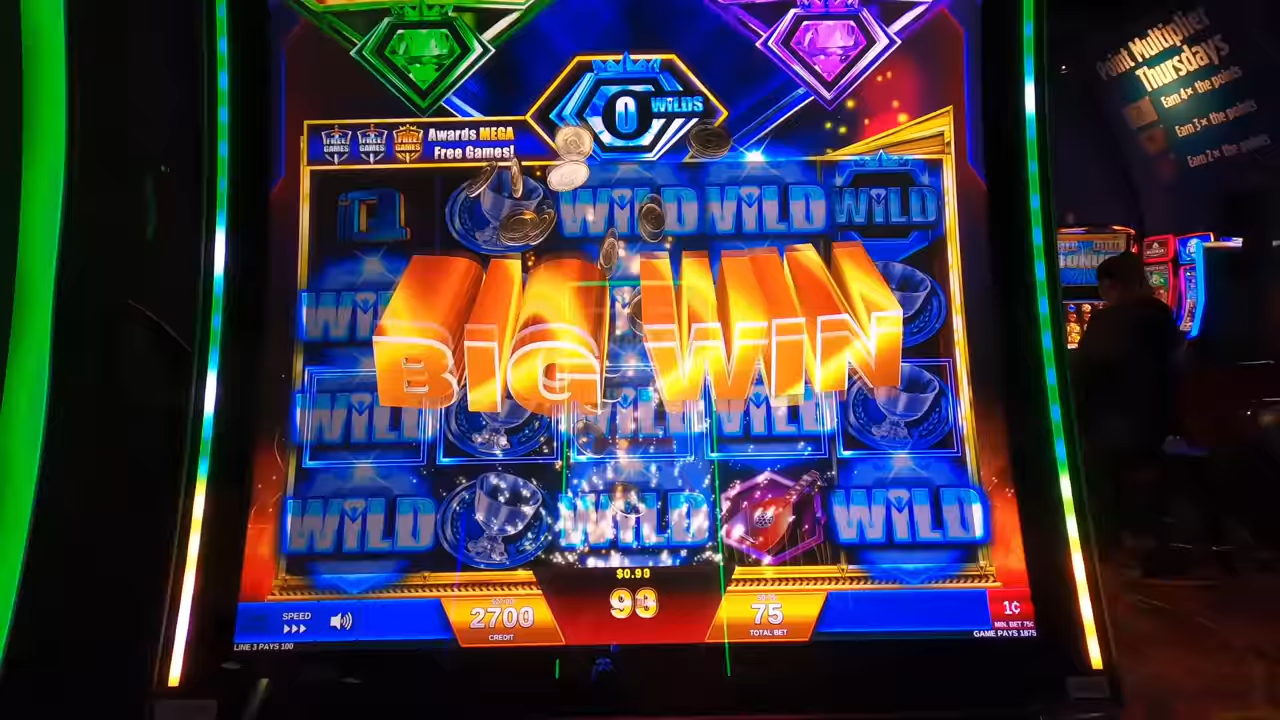 Point Multiplier
Thursdays
Earn 4x the points
Earn 3x the points
Earn 2x the points
0 WILDS
FREE GAMES FREE GAMES FREE GAMES Awards MEGA
Free Games!
WILD WILD WILD
WILD
BIG WIN
BONUS
WILD WILD WILD
WILD WILD WILD
$0.93
93
SPEED
2700
CREDIT
75
TOTAL BET
1¢
MIN. BET 75¢
GAME PAYS 1875
LINE 3 PAYS 100